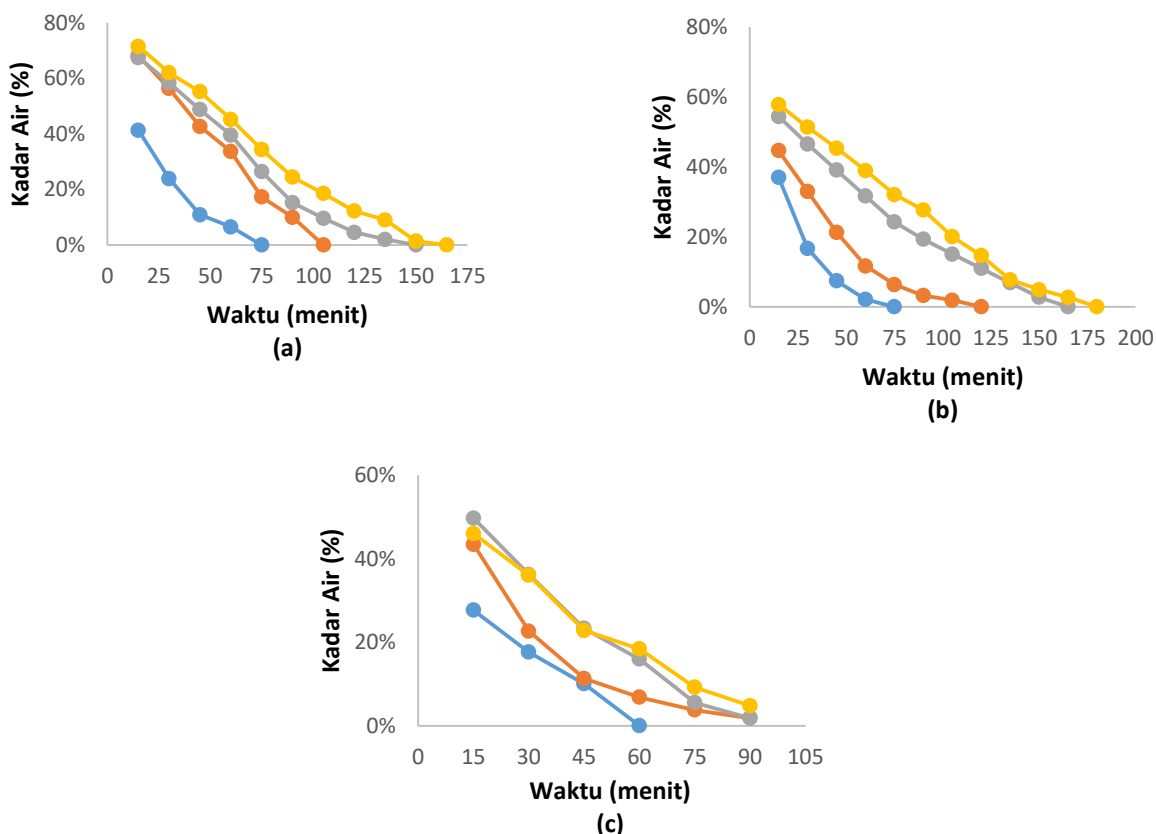 80%
60%
40%
20%
0%
Kadar Air (%)
0 25 50 75 100 125 150 175
Waktu (menit)
(a)
80%
60%
40%
20%
0%
Kadar Air (%)
0 25 50 75 100 125 150 175 200
Waktu (menit)
(b)
60%
40%
20%
0%
Kadar Air (%)
0 15 30 45 60 75 90 105
Waktu (menit)
(c)